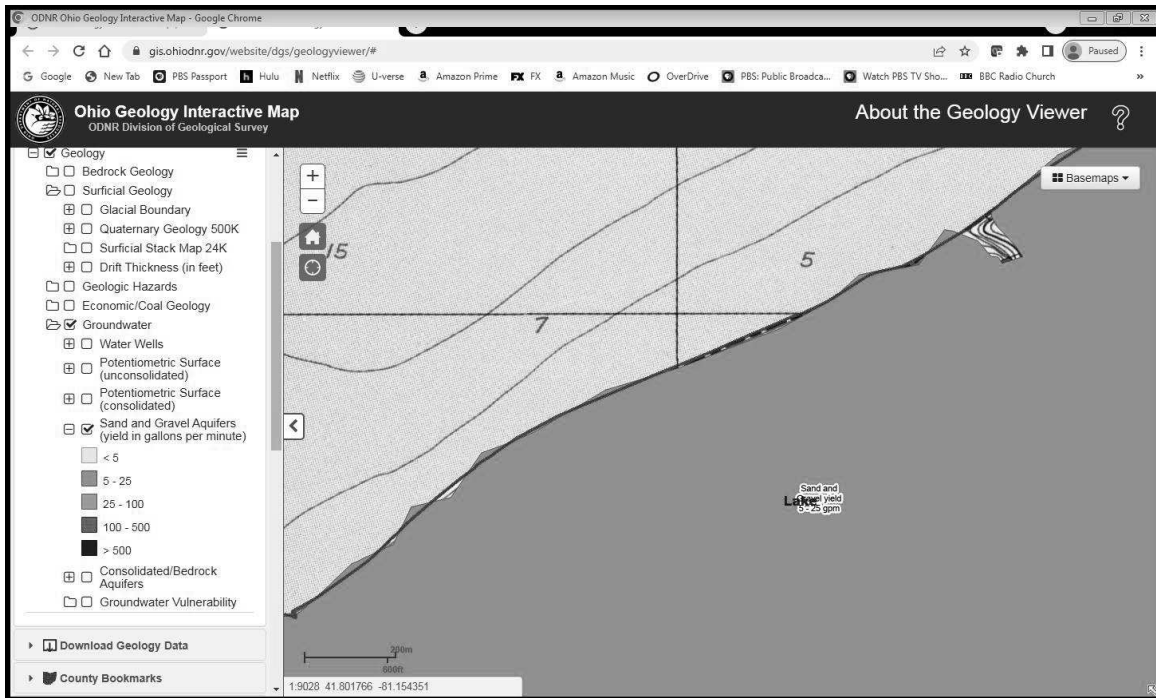 ODNR Ohio Geology Interactive Map - Google Chrome
gis.ohiodnr.gov/website/dgs/geologyviewer/#
Paused
Google New Tab PBS Passport Hulu Netflix U-verse Amazon Prime FX Amazon Music OverDrive PBS: Public Broadca... Watch PBS TV Sho... BBC Radio Church »
Ohio Geology Interactive Map
ODNR Division of Geological Survey
About the Geology Viewer
Geology
Bedrock Geology
Surficial Geology
Glacial Boundary
Quaternary Geology 500K
Surficial Stack Map 24K
Drift Thickness (in feet)
Geologic Hazards
Economic/Coal Geology
Groundwater
Water Wells
Potentiometric Surface
(unconsolidated)
Potentiometric Surface
(consolidated)
Sand and Gravel Aquifers
(yield in gallons per minute)
< 5
5 - 25
25 - 100
100 - 500
> 500
Consolidated/Bedrock
Aquifers
Groundwater Vulnerability
Download Geology Data
County Bookmarks
+
−
Basemaps
15
5
7
Sand and
Gravel yield
5 - 25 gpm
Lake
200m
600ft
1:9028 41.801766 -81.154351